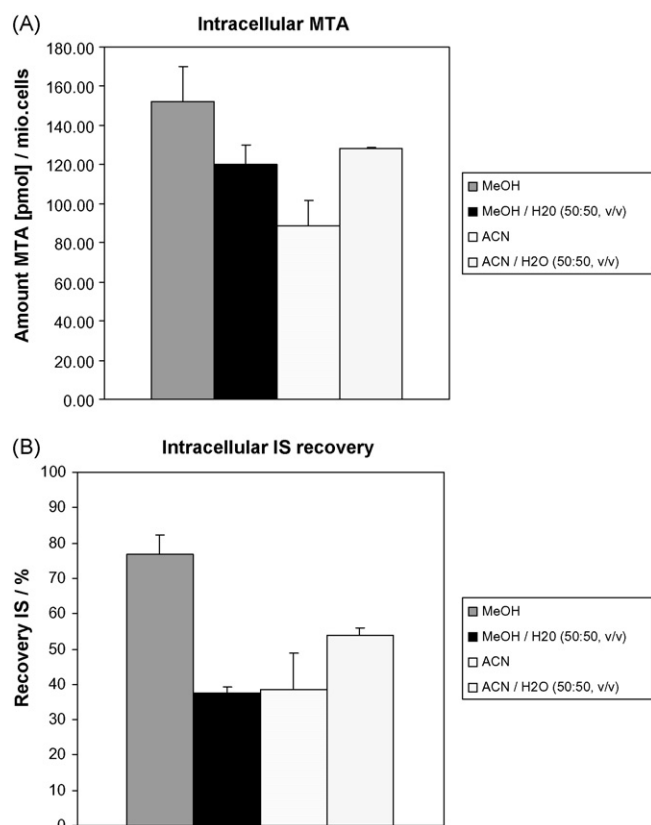 (A)
Intracellular MTA
180.00
160.00
140.00
120.00
100.00
80.00
60.00
40.00
20.00
0.00
Amount MTA [pmol] / mio.cells
MeOH
MeOH / H20 (50:50, v/v)
ACN
ACN / H2O (50:50, v/v)
(B)
Intracellular IS recovery
100
90
80
70
60
50
40
30
20
10
0
Recovery IS / %
MeOH
MeOH / H20 (50:50, v/v)
ACN
ACN / H2O (50:50, v/v)